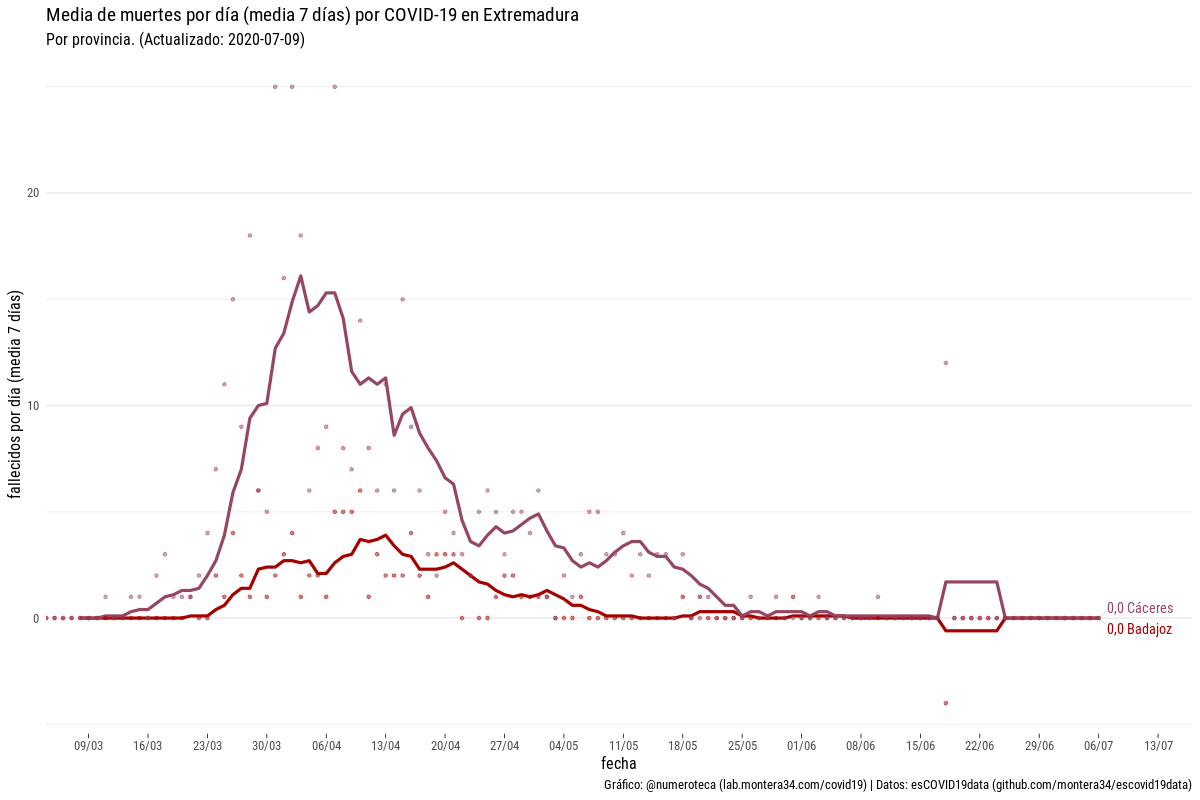 Media de muertes por día (media 7 días) por COVID-19 en Extremadura
Por provincia. (Actualizado: 2020-07-09)
fallecidos por día (media 7 días)
20
10
0
0,0 Cáceres
0,0 Badajoz
09/03 16/03 23/03 30/03 06/04 13/04 20/04 27/04 04/05 11/05 18/05 25/05 01/06 08/06 15/06 22/06 29/06 06/07 13/07
fecha
Gráfico: @numeroteca (lab.montera34.com/covid19) | Datos: esCOVID19data (github.com/montera34/escovid19data)